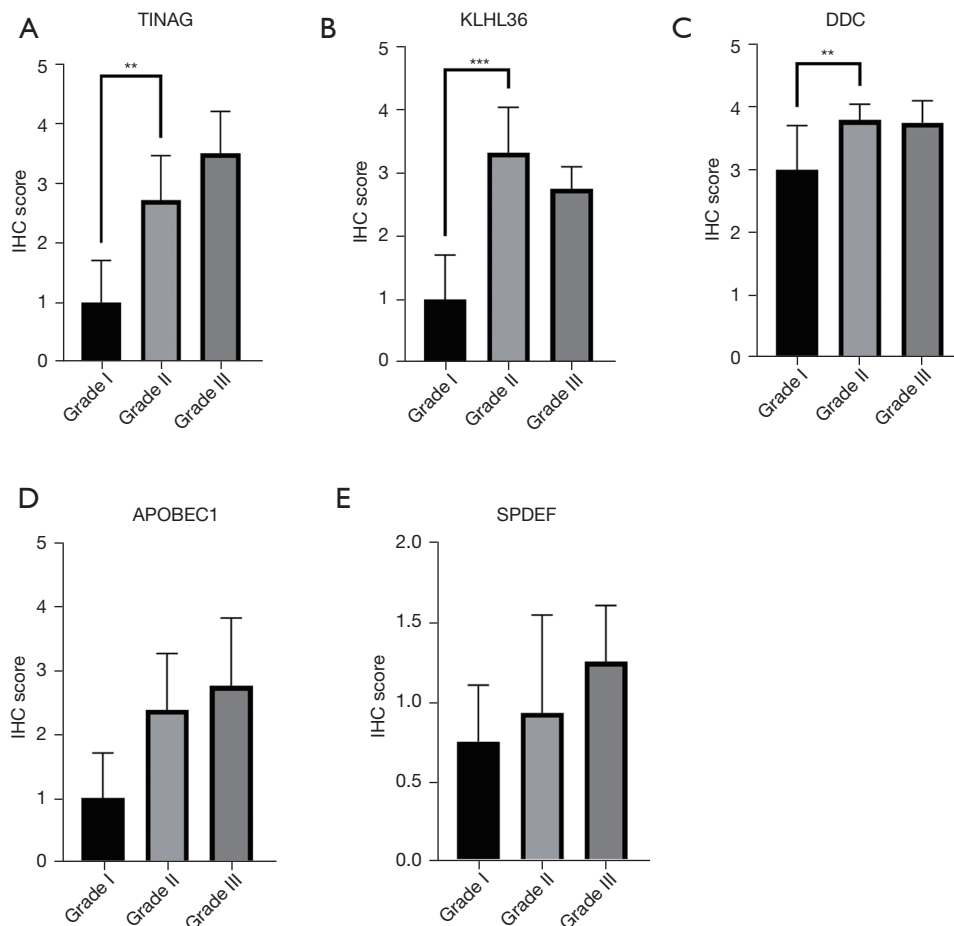 A
TINAG
5
4
3
2
1
0
IHC score
**
Grade I
Grade II
Grade III
B
KLHL36
5
4
3
2
1
0
IHC score
***
Grade I
Grade II
Grade III
C
DDC
5
4
3
2
1
0
IHC score
**
Grade I
Grade II
Grade III
D
APOBEC1
5
4
3
2
1
0
IHC score
Grade I
Grade II
Grade III
E
SPDEF
2.0
1.5
1.0
0.5
0.0
IHC score
Grade I
Grade II
Grade III